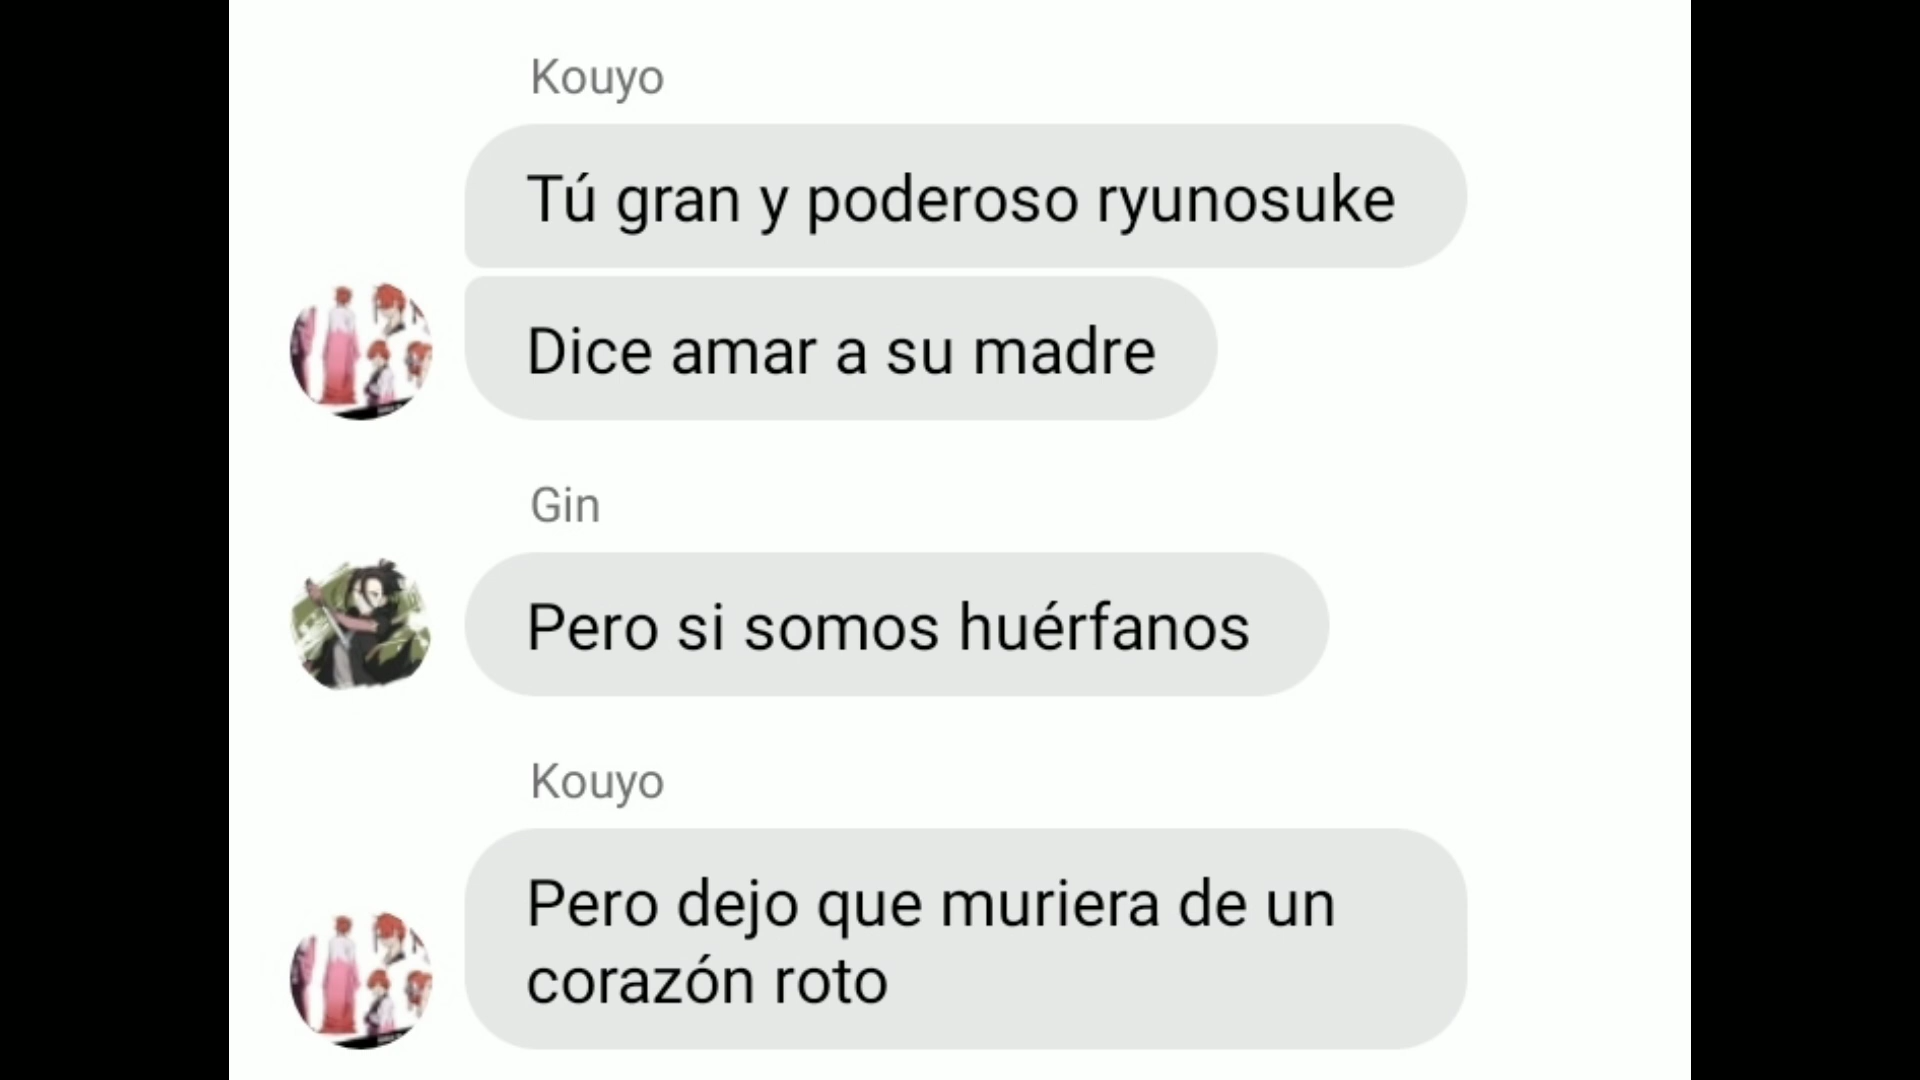 Kouyo
Tú gran y poderoso ryunosuke
Dice amar a su madre
Gin
Pero si somos huérfanos
Kouyo
Pero dejo que muriera de un
corazón roto